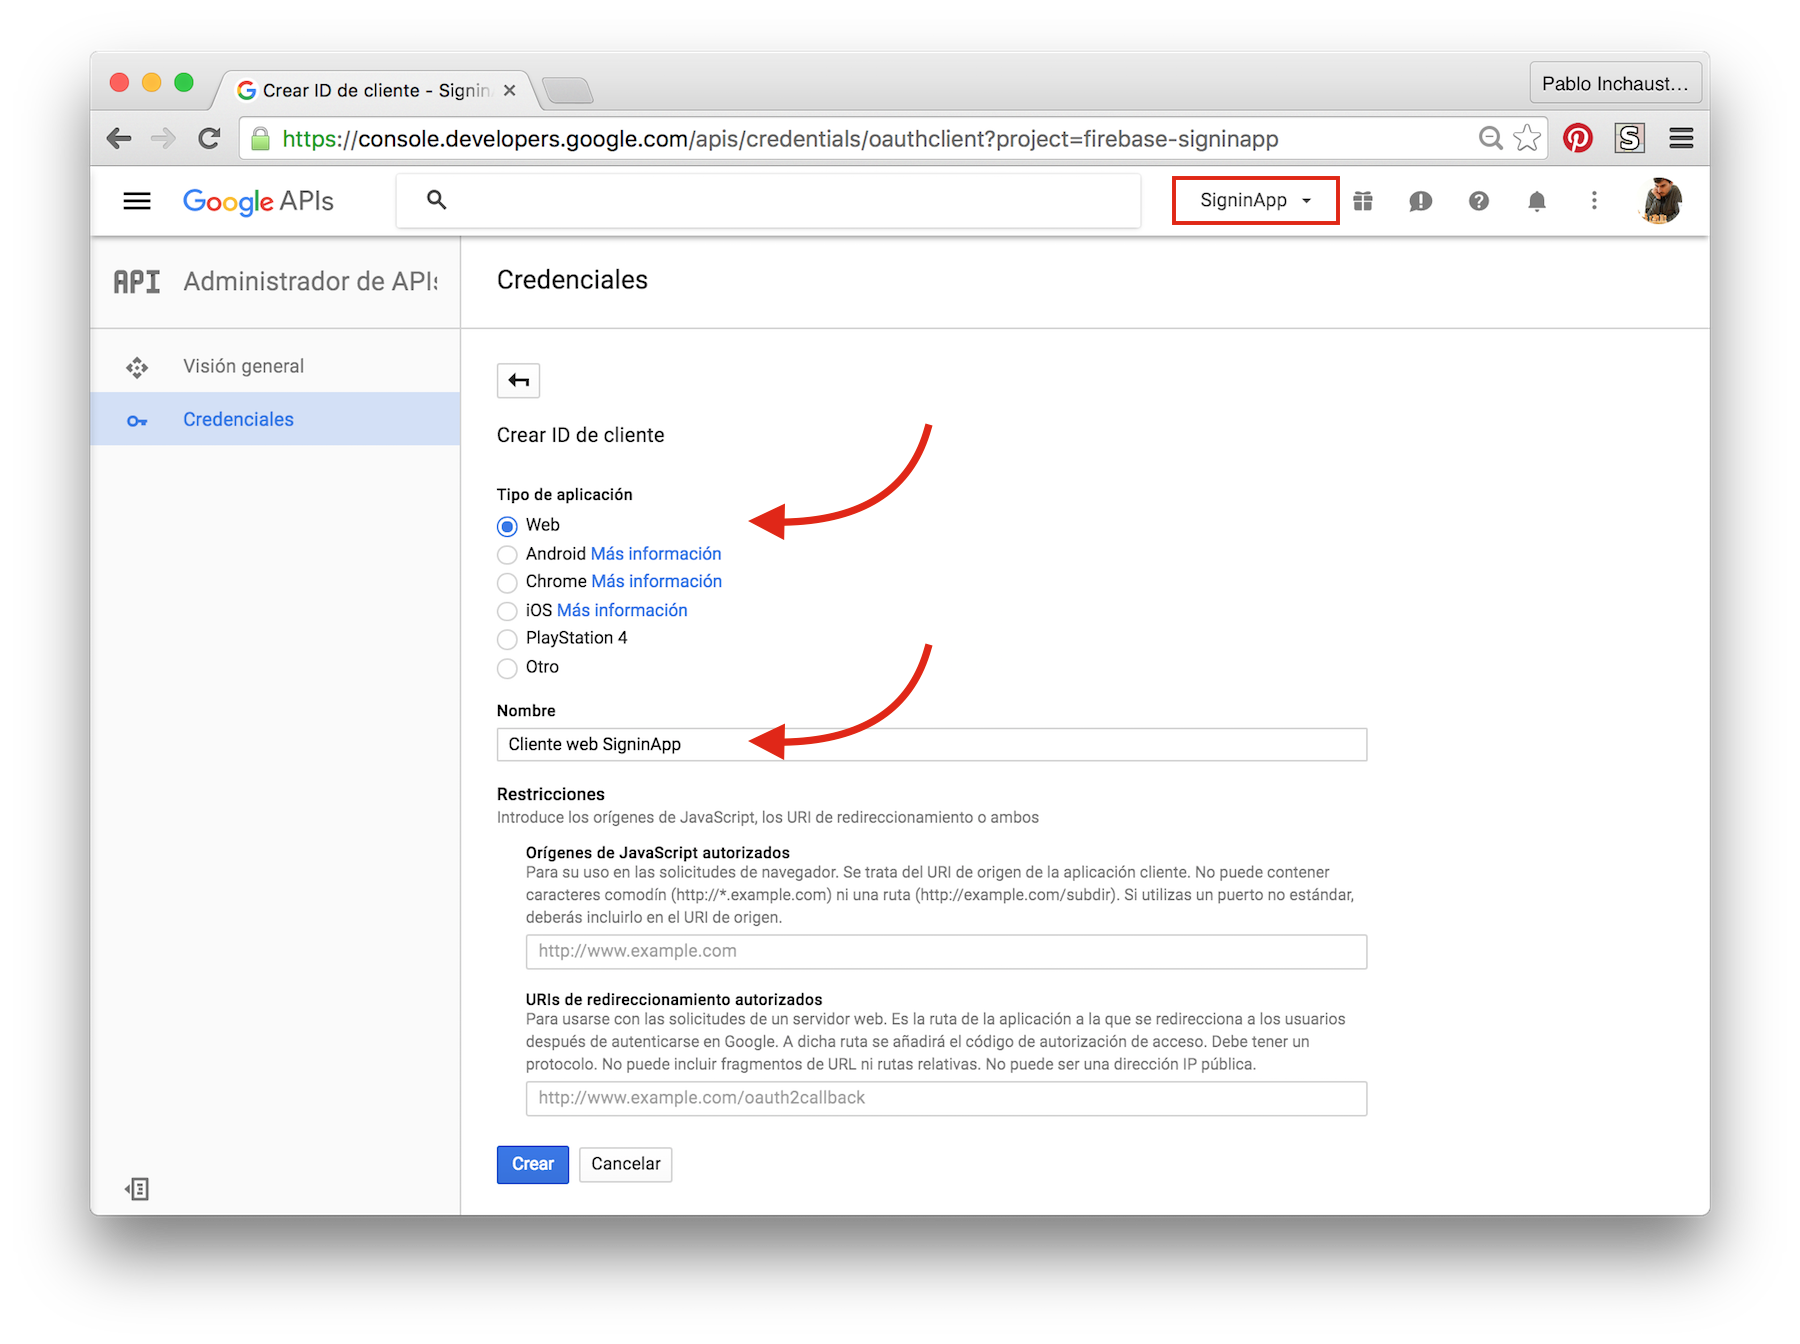 Crear ID de cliente - Signin
Pablo Inchaust...
https://console.developers.google.com/apis/credentials/oauthclient?project=firebase-signinapp
Google APIs
SigninApp
API Administrador de APIs
Credenciales
Visión general
Credenciales
Crear ID de cliente
Tipo de aplicación
Web
Android Más información
Chrome Más información
iOS Más información
PlayStation 4
Otro
Nombre
Cliente web SigninApp
Restricciones
Introduce los orígenes de JavaScript, los URI de redireccionamiento o ambos
Orígenes de JavaScript autorizados
Para su uso en las solicitudes de navegador. Se trata del URI de origen de la aplicación cliente. No puede contener
caracteres comodín (http://*.example.com) ni una ruta (http://example.com/subdir). Si utilizas un puerto no estándar,
deberás incluirlo en el URI de origen.
http://www.example.com
URIs de redireccionamiento autorizados
Para usarse con las solicitudes de un servidor web. Es la ruta de la aplicación a la que se redirecciona a los usuarios
después de autenticarse en Google. A dicha ruta se añadirá el código de autorización de acceso. Debe tener un
protocolo. No puede incluir fragmentos de URL ni rutas relativas. No puede ser una dirección IP pública.
http://www.example.com/oauth2callback
Crear
Cancelar